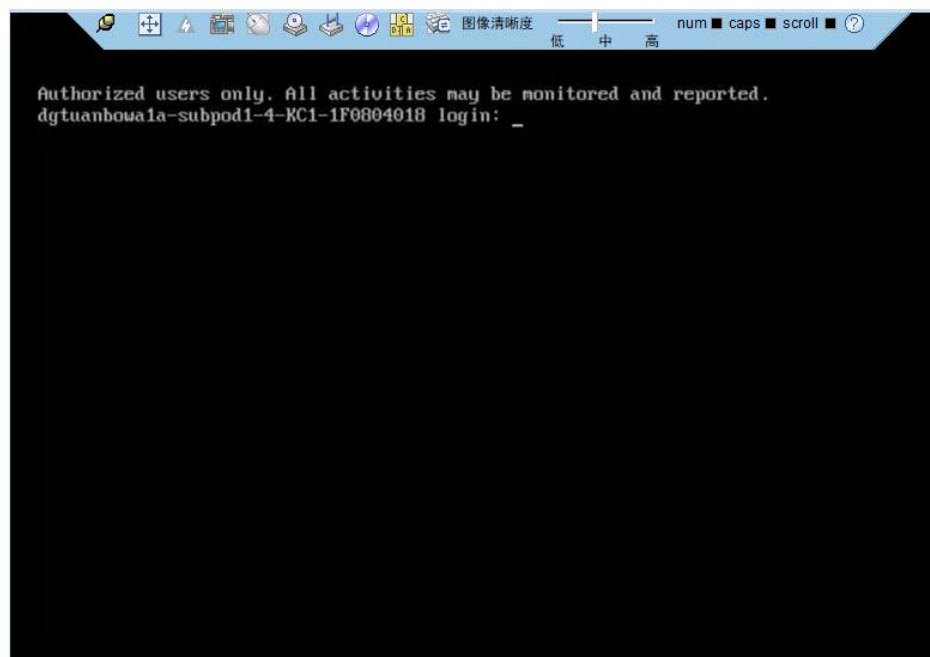 图像清晰度
低 中 高
num caps scroll ?
Authorized users only. All activities may be monitored and reported.
dgtuanbowa1a-subpod1-4-KC1-1F0804018 login: _